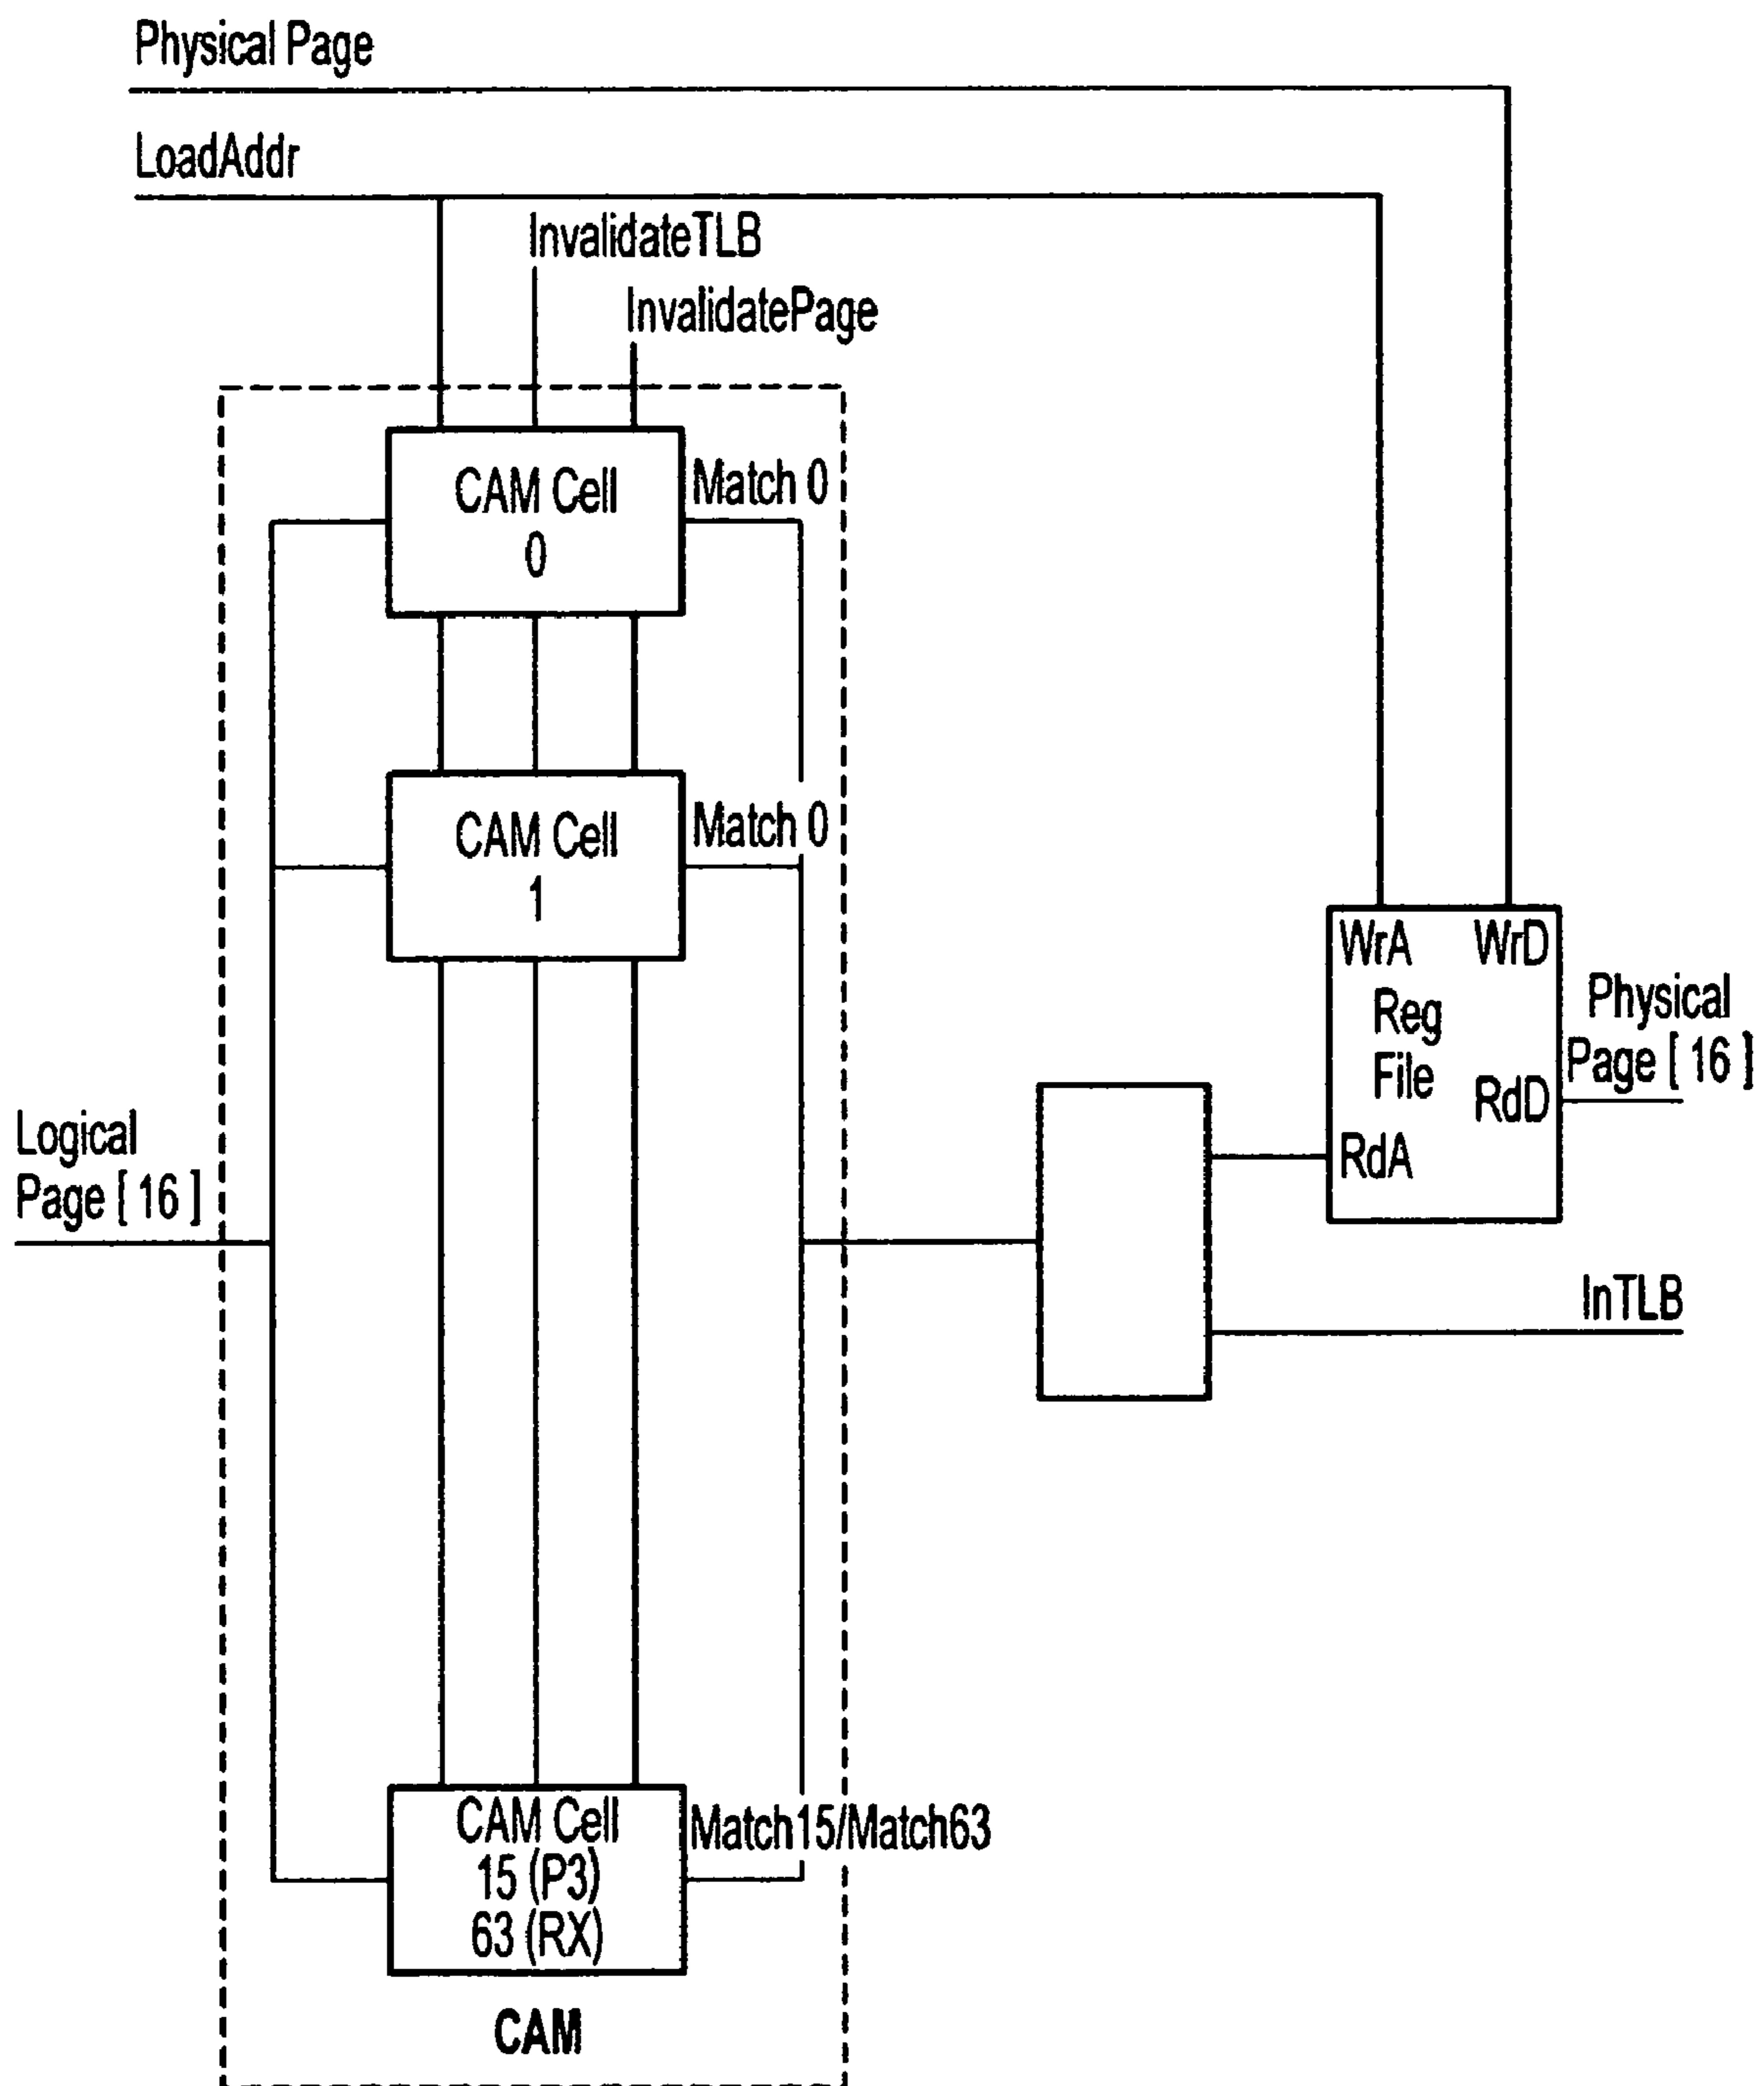 Physical Page
LoadAddr
InvalidateTLB
InvalidatePage
CAM Cell
0
Match 0
CAM Cell
1
Match 0
WrA WrD
Reg
File
RdD
RdA
Physical
Page [ 16 ]
Logical
Page [ 16 ]
InTLB
CAM Cell
15 (P3)
63 (RX)
Match15/Match63
CAM